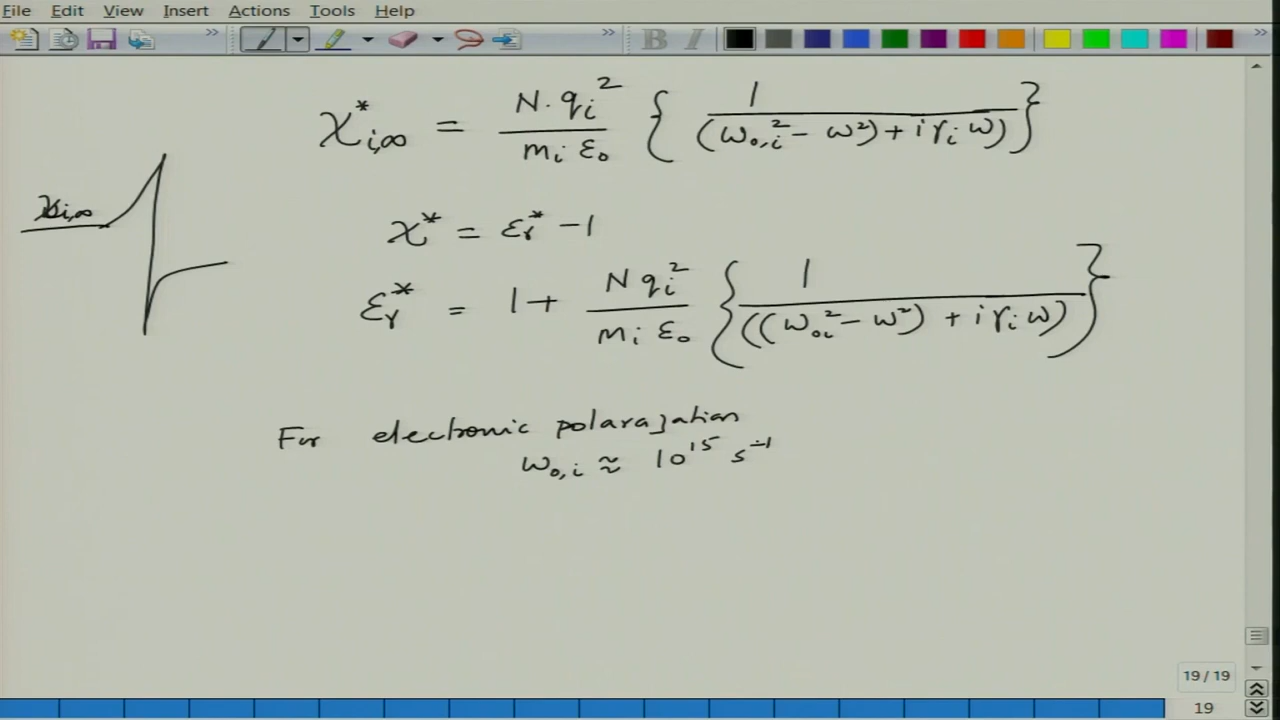 File Edit View Insert Actions Tools Help
B I
χ*i,∞ = N·qi² / mi ε₀ { 1 / (ω₀,i² − ω²) + iγi ω) }
χi,∞
χ* = εr* − 1
εr* = 1 + N qi² / mi ε₀ { 1 / ((ω₀i² − ω²) + iγi ω) }
For electronic polarazation
ω₀,i ≈ 10¹⁵ s⁻¹
19 / 19
19